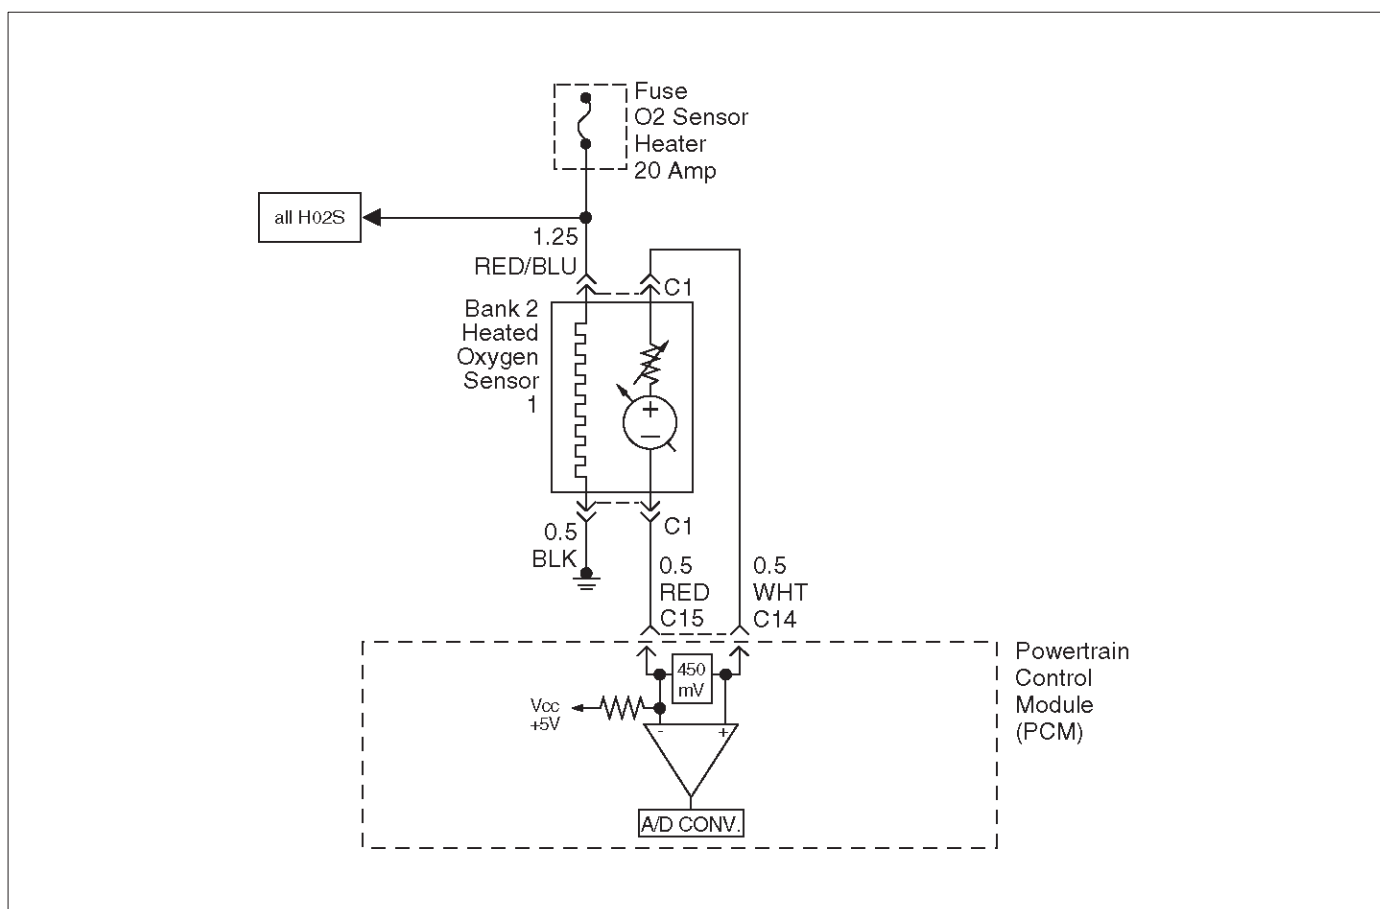 Fuse
O2 Sensor
Heater
20 Amp
all H02S
1.25
RED/BLU
C1
Bank 2
Heated
Oxygen
Sensor
1
+
—
C1
0.5
BLK
0.5
RED
C15
0.5
WHT
C14
Powertrain
Control
Module
(PCM)
450
mV
Vcc
+5V
- +
A/D CONV.